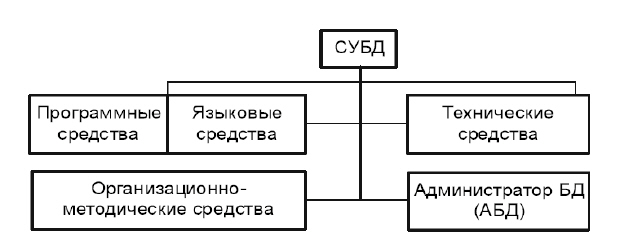 СУБД
Программные
средства
Языковые
средства
Технические
средства
Организационно-
методические средства
Администратор БД
(АБД)